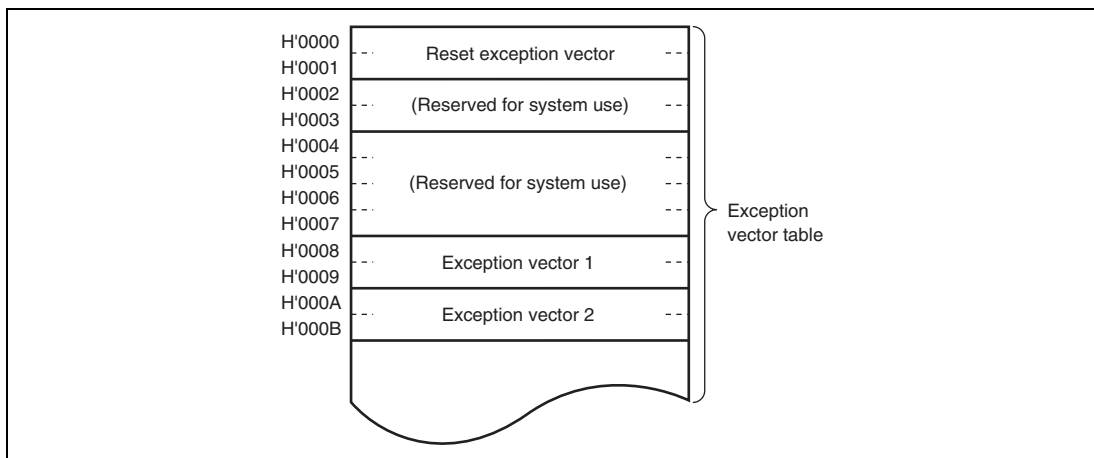 H'0000
H'0001
Reset exception vector
H'0002
H'0003
(Reserved for system use)
H'0004
H'0005
H'0006
H'0007
(Reserved for system use)
H'0008
H'0009
Exception vector 1
H'000A
H'000B
Exception vector 2
Exception
vector table